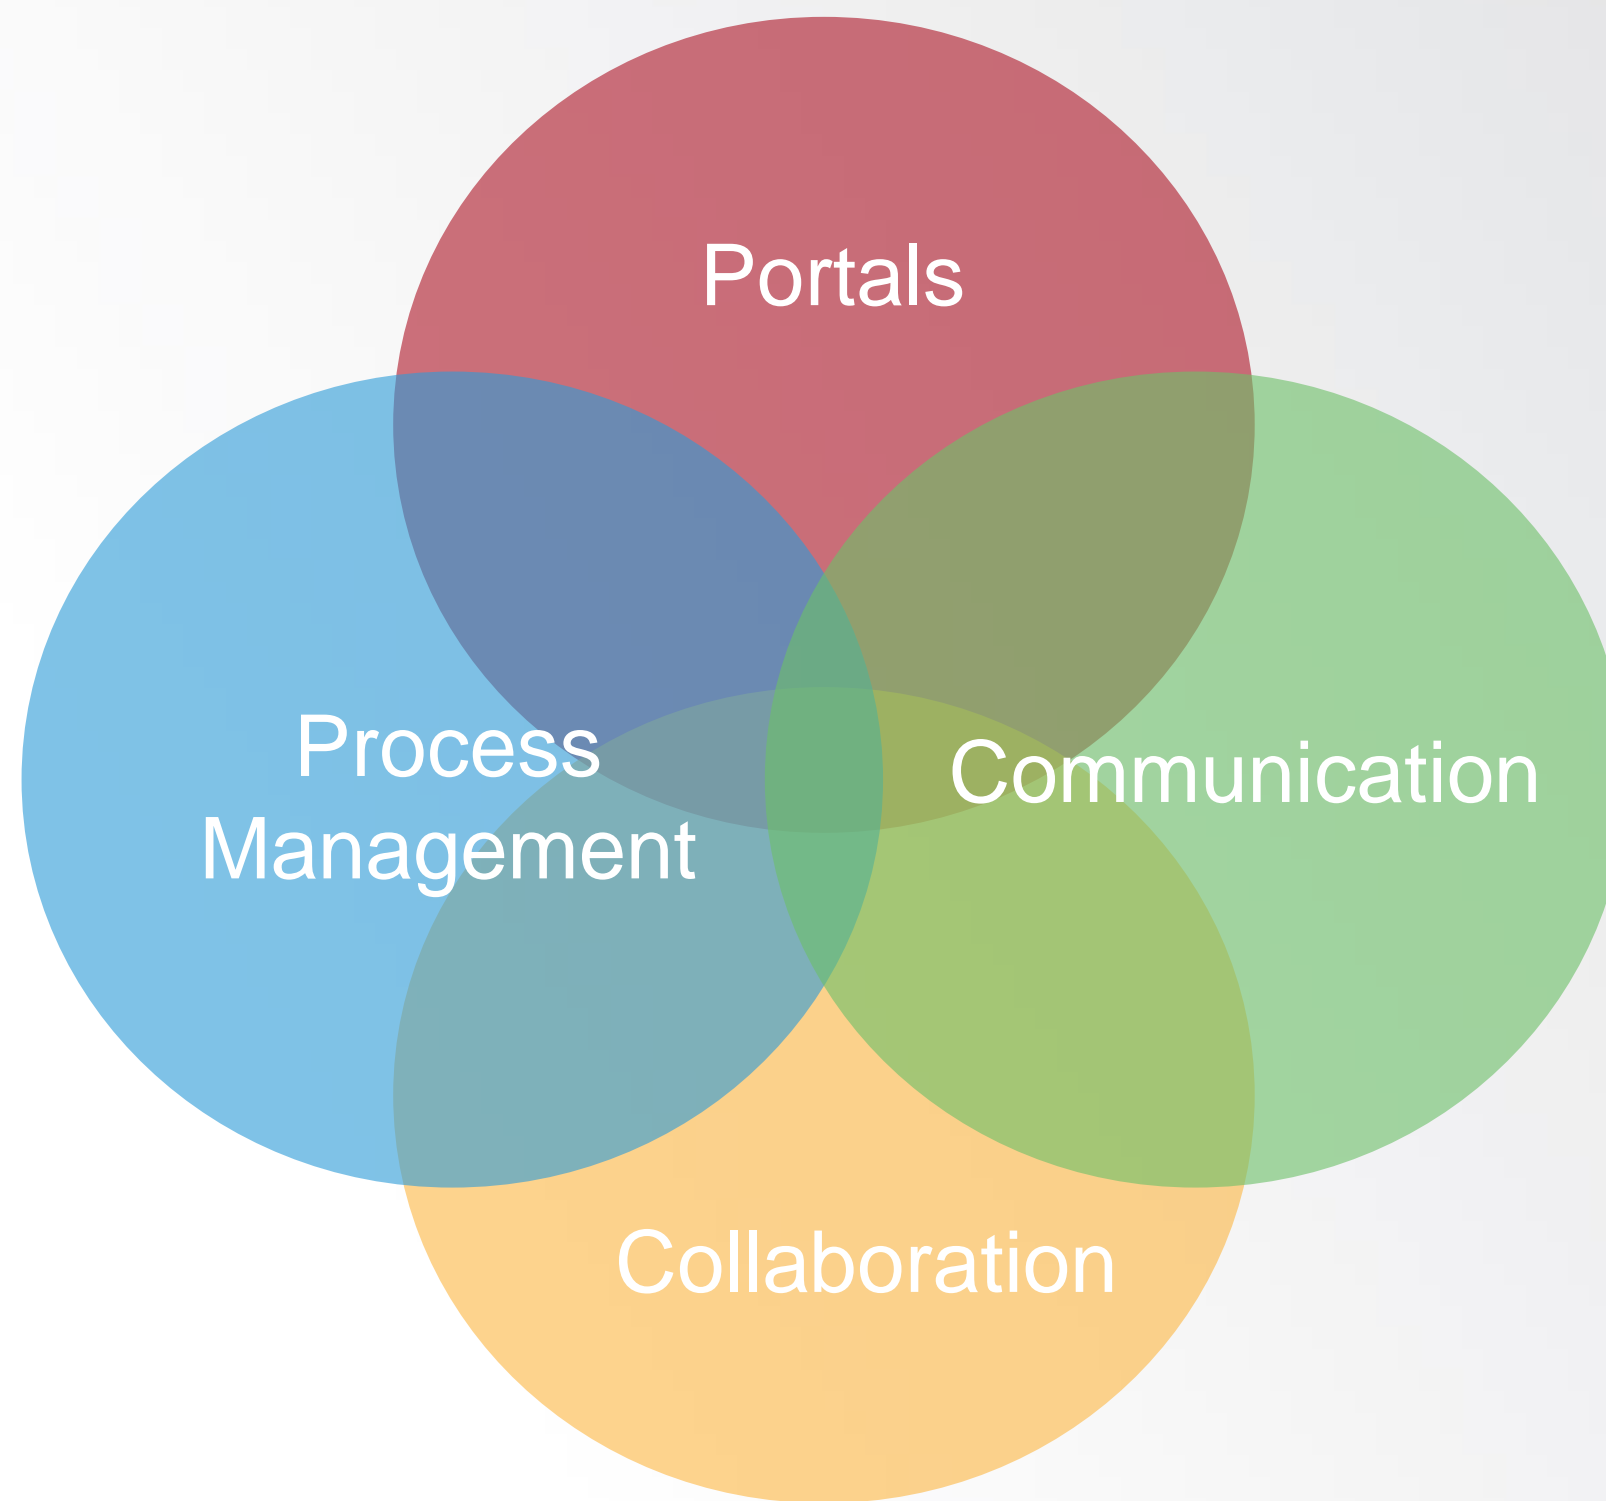 Portals
Process
Management
Communication
Collaboration